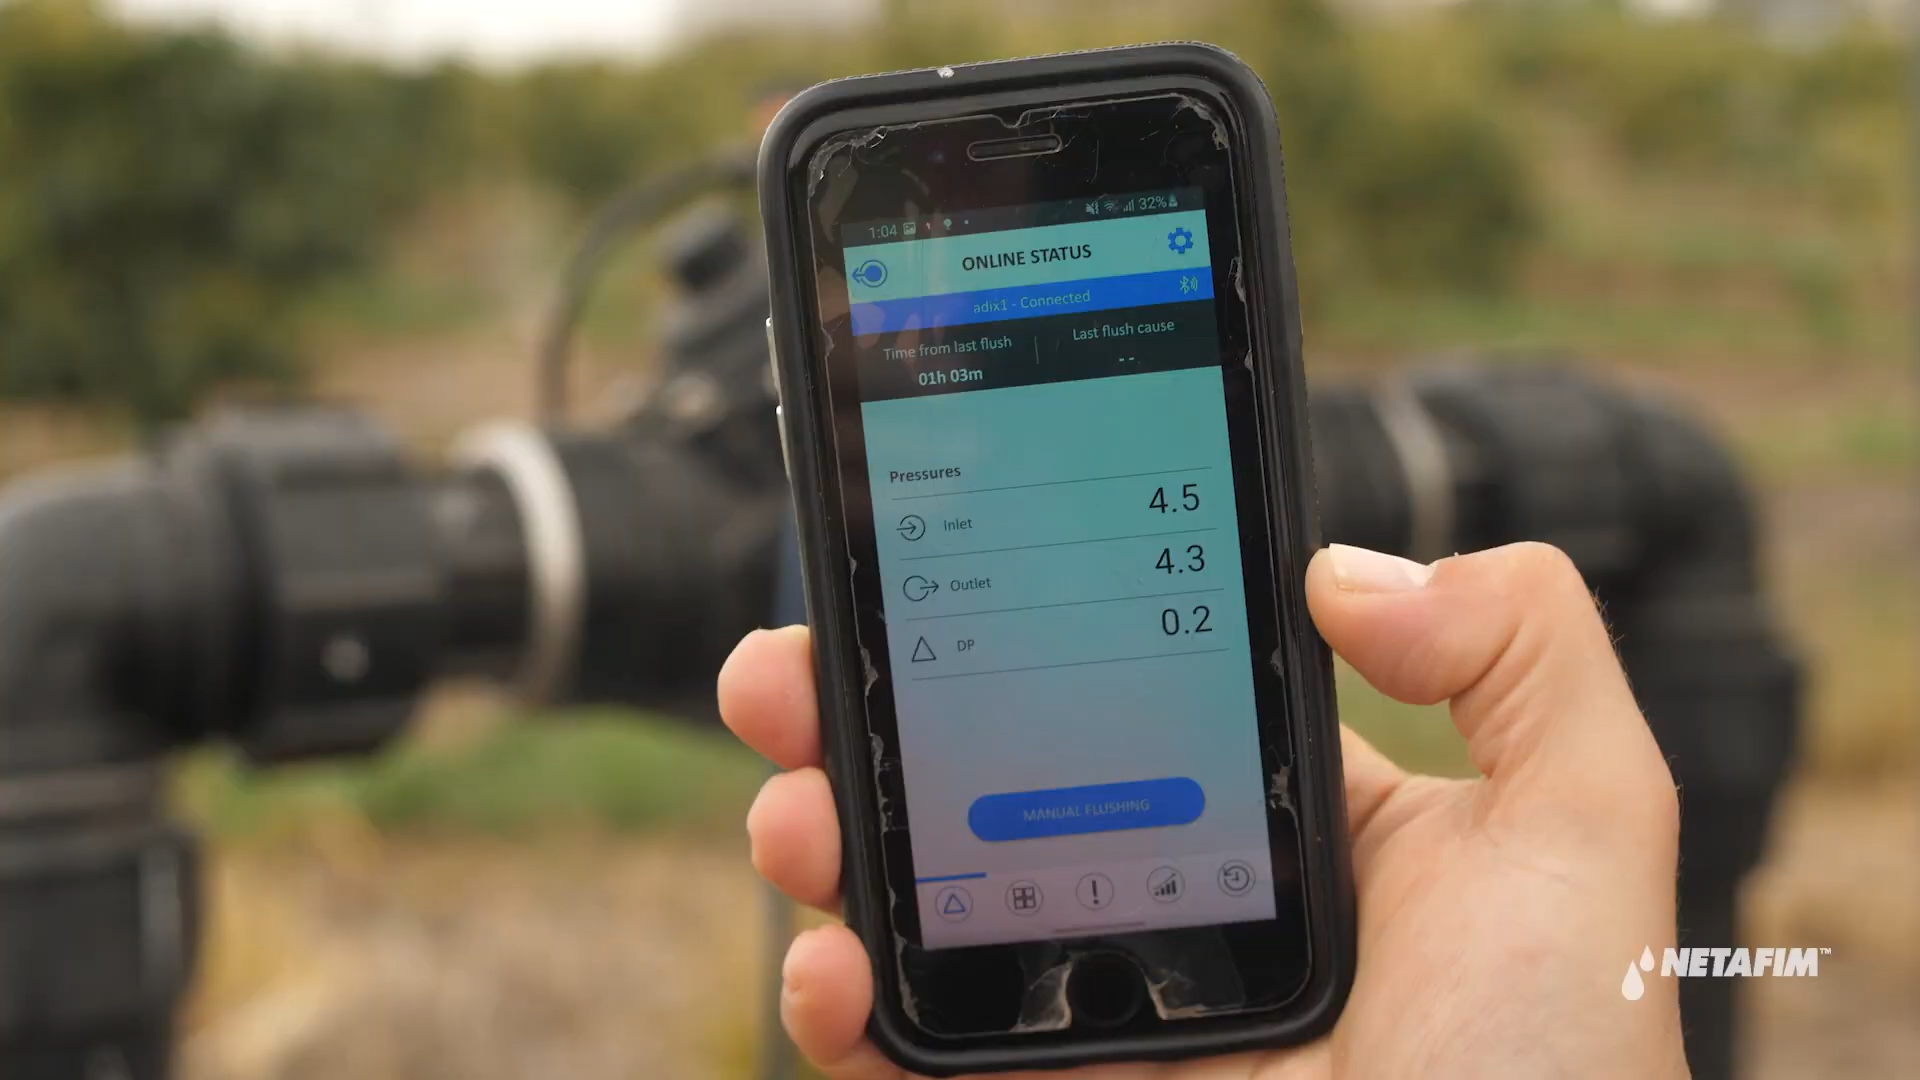 1:04 32%
ONLINE STATUS
adix1 - Connected
Time from last flush
01h 03m
Last flush cause
--
Pressures
Inlet 4.5
Outlet 4.3
DP 0.2
MANUAL FLUSHING
NETAFIM™